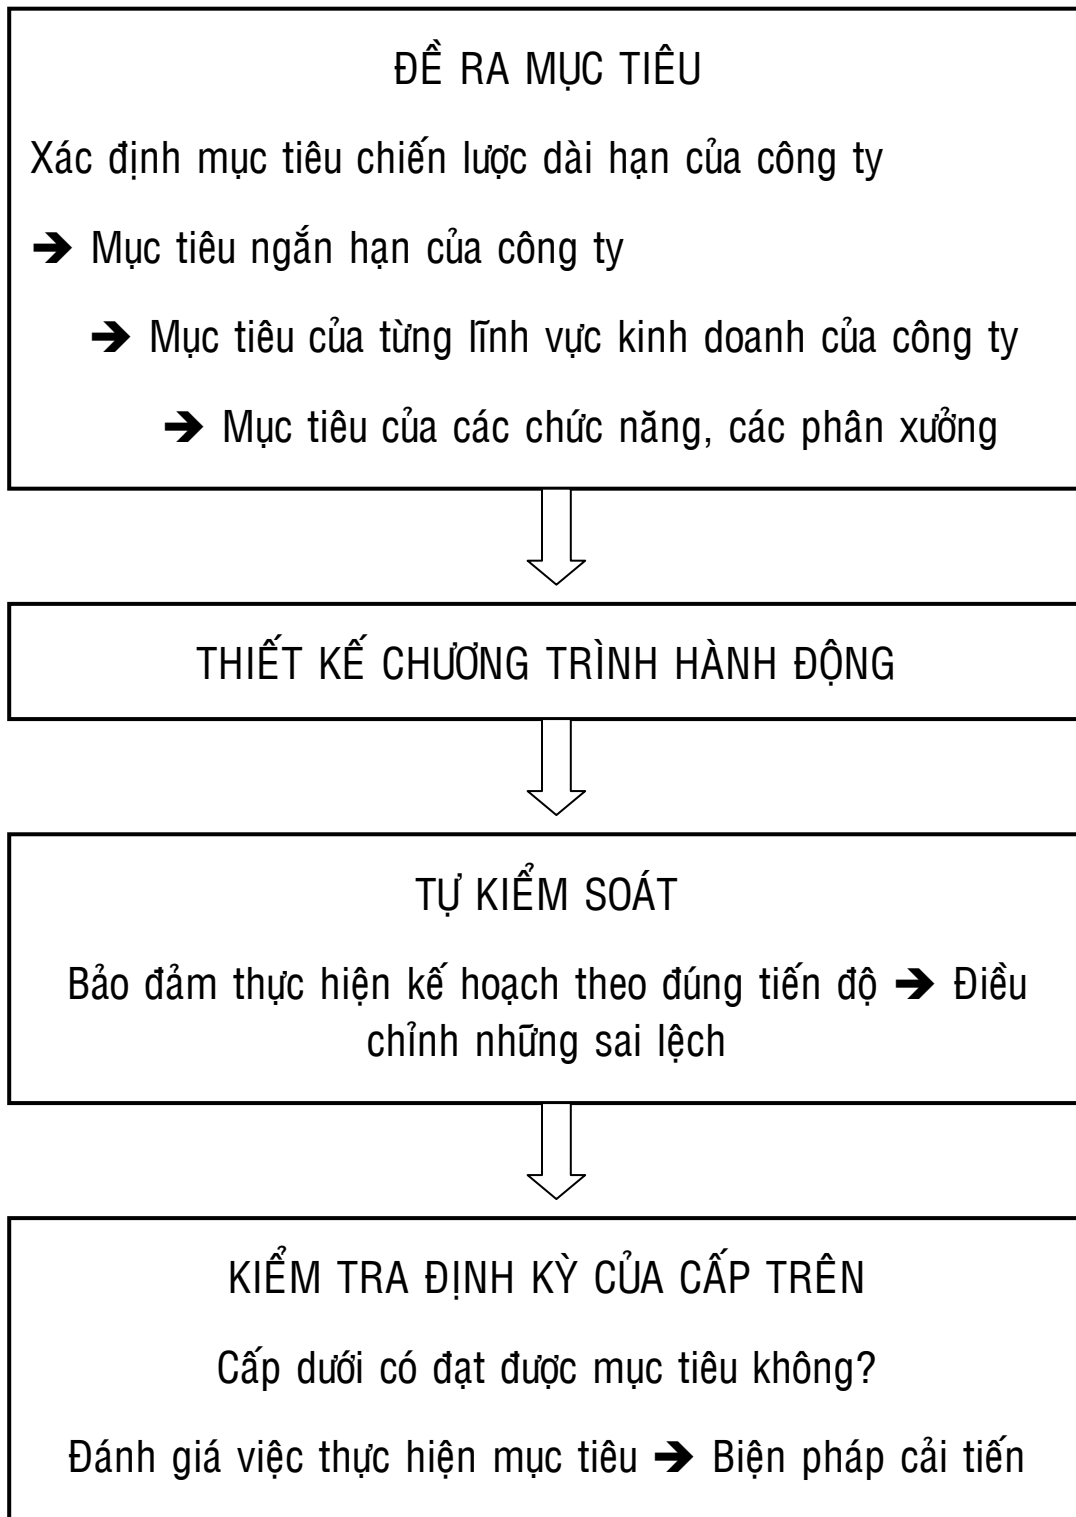 ĐỀ RA MỤC TIÊU
Xác định mục tiêu chiến lược dài hạn của công ty
➔ Mục tiêu ngắn hạn của công ty
➔ Mục tiêu của từng lĩnh vực kinh doanh của công ty
➔ Mục tiêu của các chức năng, các phân xưởng
THIẾT KẾ CHƯƠNG TRÌNH HÀNH ĐỘNG
TỰ KIỂM SOÁT
Bảo đảm thực hiện kế hoạch theo đúng tiến độ ➔ Điều
chỉnh những sai lệch
KIỂM TRA ĐỊNH KỲ CỦA CẤP TRÊN
Cấp dưới có đạt được mục tiêu không?
Đánh giá việc thực hiện mục tiêu ➔ Biện pháp cải tiến